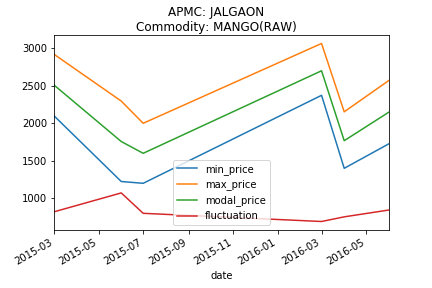 APMC: JALGAON
Commodity: MANGO(RAW)
3000
2500
2000
1500
1000
min_price
max_price
modal_price
fluctuation
2015-03
2015-05
2015-07
2015-09
2015-11
2016-01
2016-03
2016-05
date